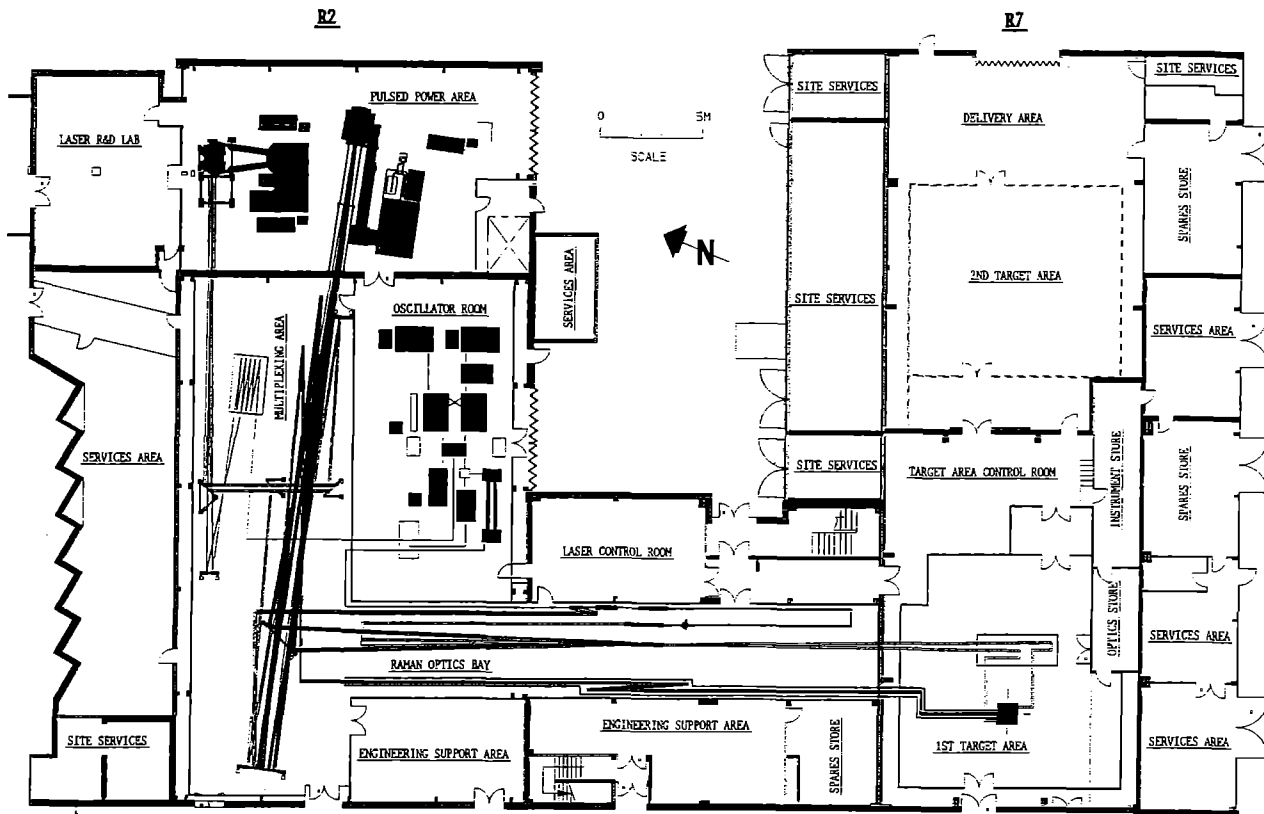 R2
R7
SITE SERVICES
SITE SERVICES
PULSED POWER AREA
DELIVERY AREA
0 5M
SCALE
LASER R&D LAB
SPARES STORE
N
2ND TARGET AREA
SERVICES AREA
OSCILLATOR ROOM
SITE SERVICES
SERVICES AREA
MULTIPLEXING AREA
SERVICES AREA
SITE SERVICES
TARGET AREA CONTROL ROOM
INSTRUMENT STORE
SPARES STORE
LASER CONTROL ROOM
OPTICS STORE
SERVICES AREA
RAMAN OPTICS BAY
SITE SERVICES
ENGINEERING SUPPORT AREA
ENGINEERING SUPPORT AREA
SPARES STORE
1ST TARGET AREA
SERVICES AREA